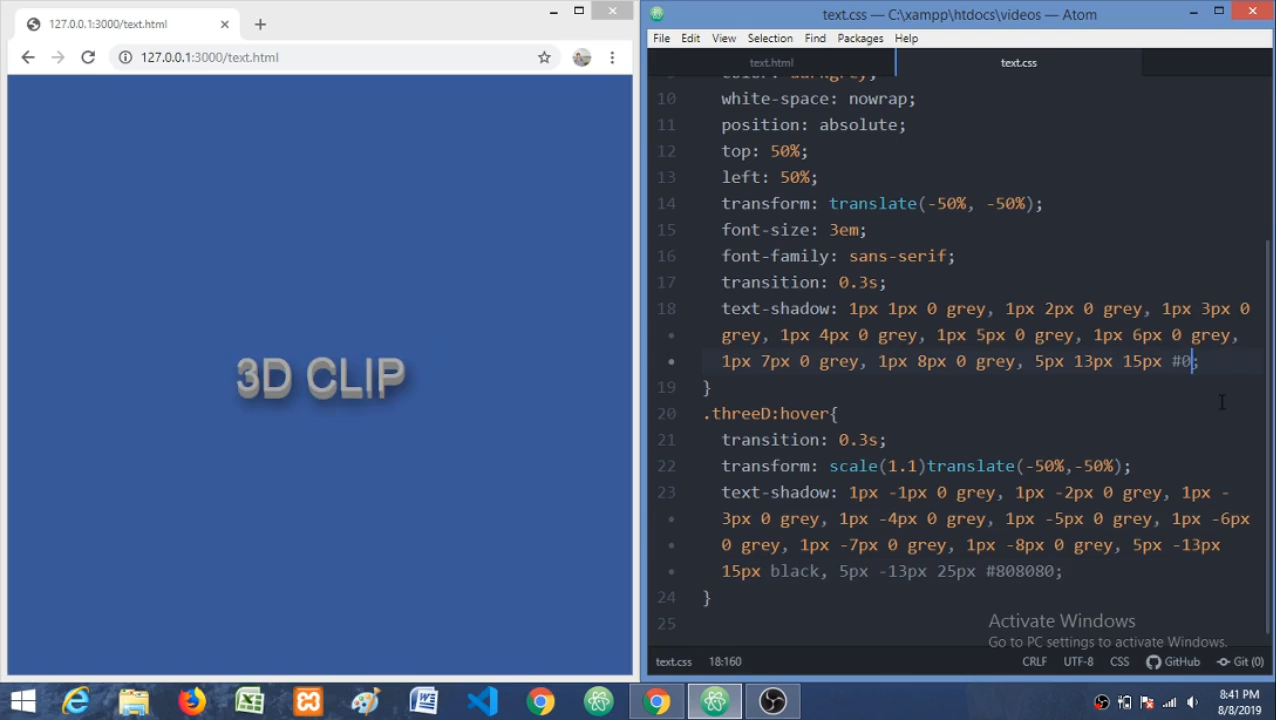 127.0.0.1:3000/text.html
127.0.0.1:3000/text.html
3D CLIP
text.css — C:\xampp\htdocs\videos — Atom
File Edit View Selection Find Packages Help
text.html text.css
color: darkgrey;
10 white-space: nowrap;
11 position: absolute;
12 top: 50%;
13 left: 50%;
14 transform: translate(-50%, -50%);
15 font-size: 3em;
16 font-family: sans-serif;
17 transition: 0.3s;
18 text-shadow: 1px 1px 0 grey, 1px 2px 0 grey, 1px 3px 0
• grey, 1px 4px 0 grey, 1px 5px 0 grey, 1px 6px 0 grey,
• 1px 7px 0 grey, 1px 8px 0 grey, 5px 13px 15px #0;
19 }
20 .threeD:hover{
21 transition: 0.3s;
22 transform: scale(1.1)translate(-50%,-50%);
23 text-shadow: 1px -1px 0 grey, 1px -2px 0 grey, 1px -
• 3px 0 grey, 1px -4px 0 grey, 1px -5px 0 grey, 1px -6px
• 0 grey, 1px -7px 0 grey, 1px -8px 0 grey, 5px -13px
• 15px black, 5px -13px 25px #808080;
24 }
25
Activate Windows
Go to PC settings to activate Windows.
text.css 18:160 CRLF UTF-8 CSS GitHub Git (0)
8:41 PM
8/8/2019